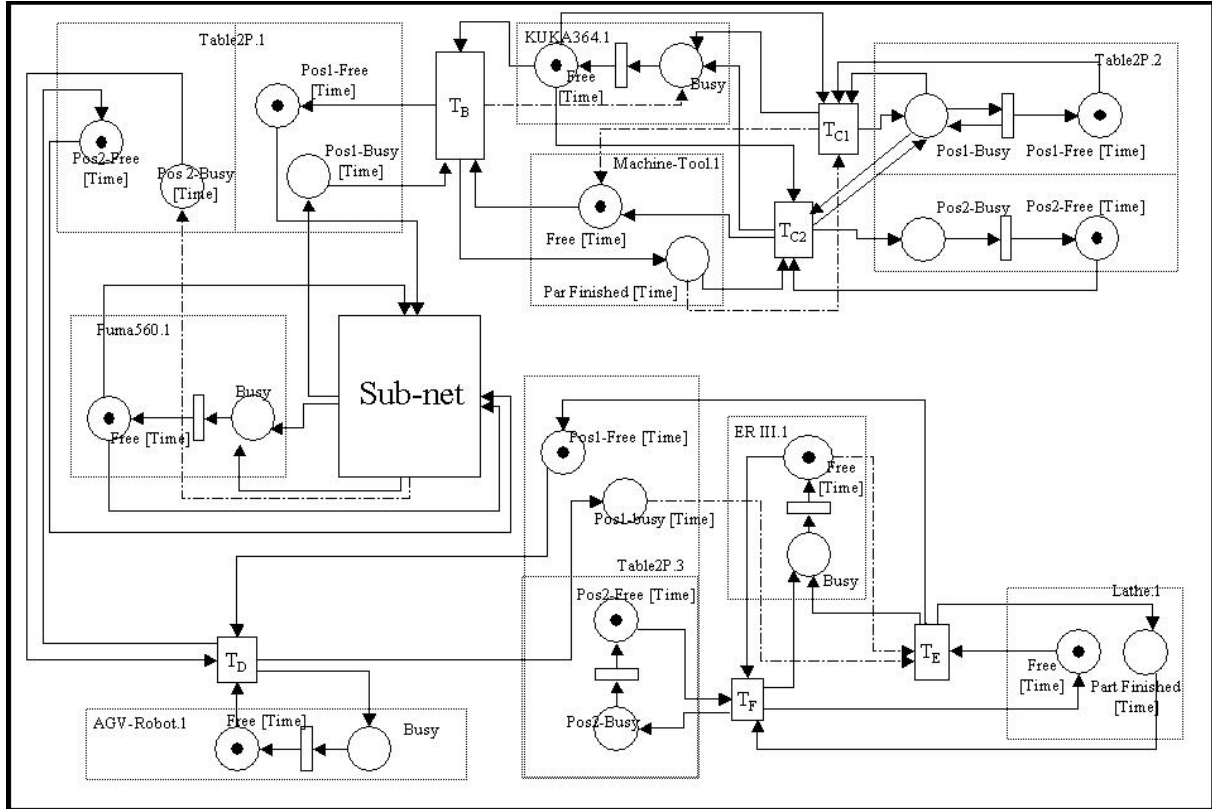 Table2P.1
KUKA364.1
Table2P.2
Pos1-Free
[Time]
Free
[Time]
Busy
T_B
T_C1
Pos2-Free
[Time]
Pos 2-Busy
[Time]
Pos1-Busy
[Time]
Machine-Tool.1
Pos1-Busy
Pos1-Free [Time]
Pos2-Busy
Pos2-Free [Time]
Free [Time]
T_C2
Par Finished [Time]
Puma560.1
Busy
Free [Time]
Sub-net
Pos1-Free [Time]
ER III.1
Free
[Time]
Pos1-busy [Time]
Busy
Table2P.3
Pos2-Free [Time]
Lathe.1
T_D
T_E
Free
[Time]
Part Finished
[Time]
T_F
Pos2-Busy
AGV-Robot.1
Free [Time]
Busy